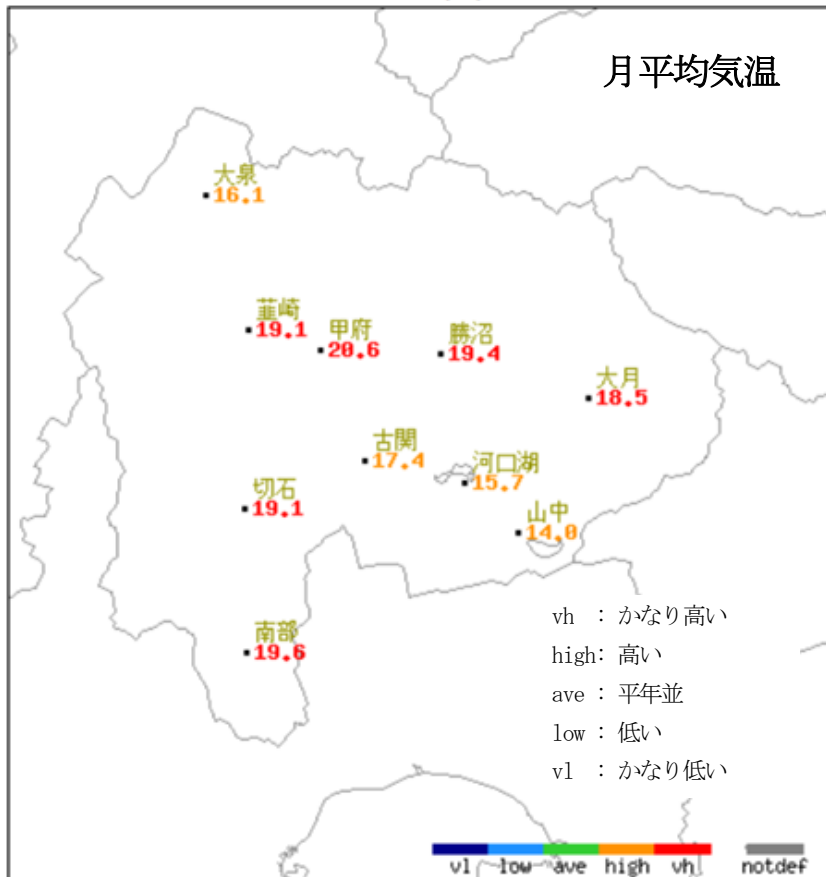 月平均気温
大泉
16.1
韮崎
19.1
甲府
20.6
勝沼
19.4
大月
18.5
古関
17.4
河口湖
15.7
切石
19.1
山中
14.0
南部
19.6
vh : かなり高い
high: 高い
ave : 平年並
low : 低い
vl : かなり低い
vl low ave high vh notdef